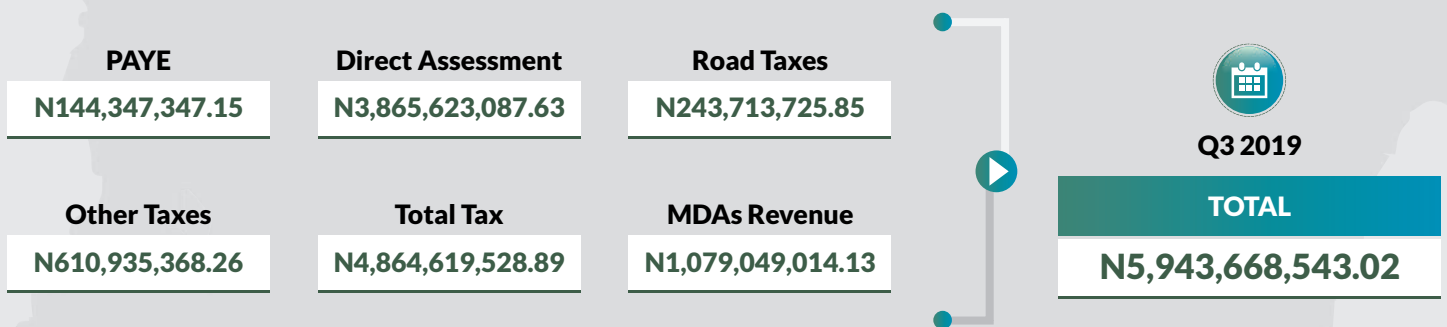 PAYE
N144,347,347.15
Direct Assessment
N3,865,623,087.63
Road Taxes
N243,713,725.85
Other Taxes
N610,935,368.26
Total Tax
N4,864,619,528.89
MDAs Revenue
N1,079,049,014.13
Q3 2019
TOTAL
N5,943,668,543.02